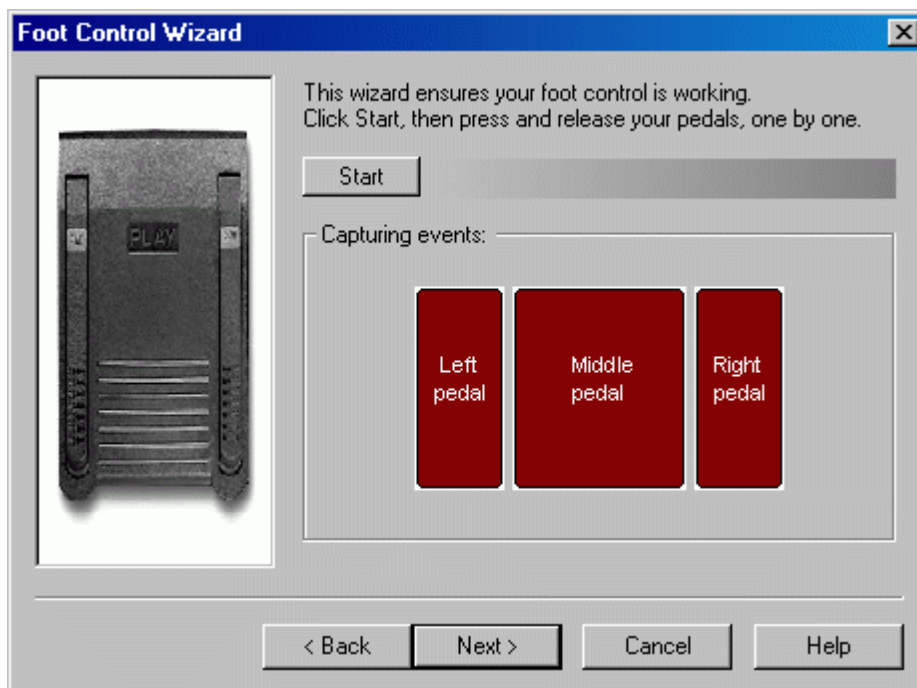 Foot Control Wizard
This wizard ensures your foot control is working.
Click Start, then press and release your pedals, one by one.
Start
Capturing events:
PLAY
Left
pedal
Middle
pedal
Right
pedal
< Back
Next >
Cancel
Help